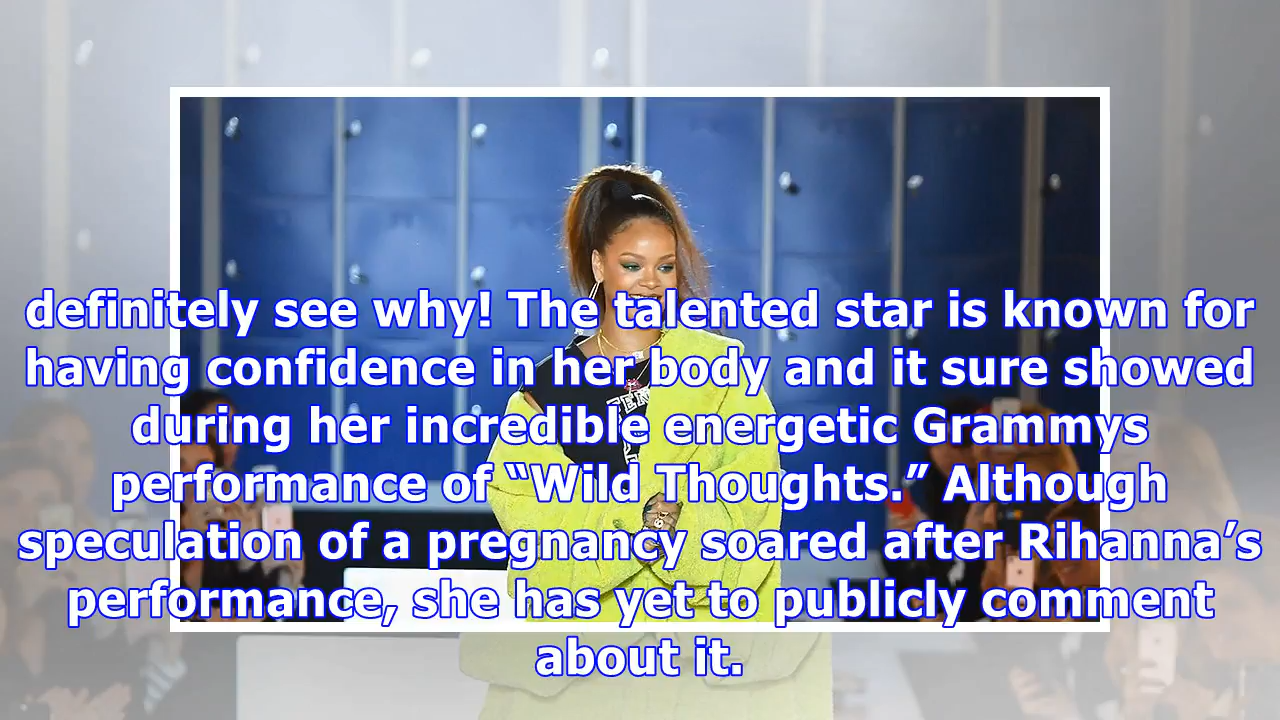 definitely see why! The talented star is known for
having confidence in her body and it sure showed
during her incredible energetic Grammys
performance of “Wild Thoughts.” Although
speculation of a pregnancy soared after Rihanna’s
performance, she has yet to publicly comment
about it.